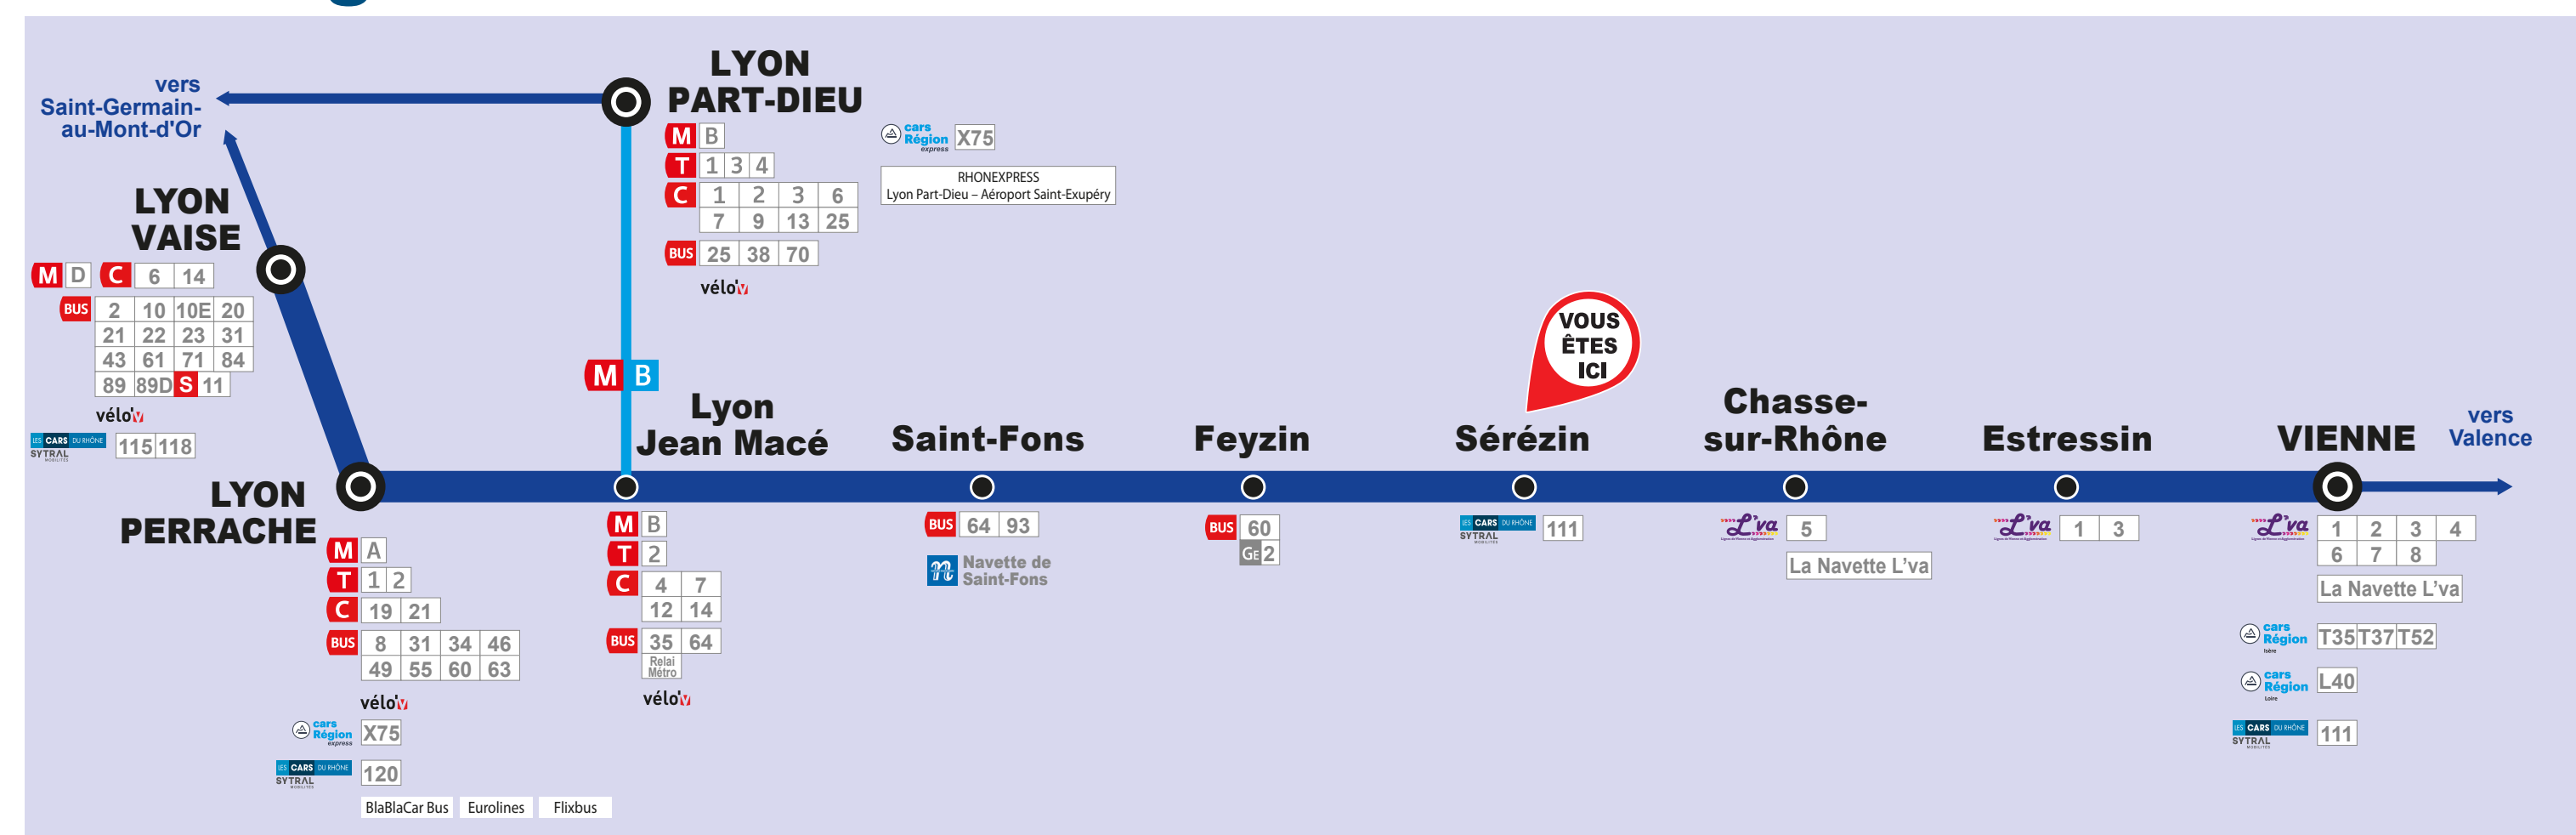 vers
Saint-Germain-
au-Mont-d'Or
LYON
PART-DIEU
M B
T 1 3 4
C 1 2 3 6
7 9 13 25
BUS 25 38 70
vélo'v
cars
Région
express
X75
RHONEXPRESS
Lyon Part-Dieu – Aéroport Saint-Exupéry
LYON
VAISE
M D C 6 14
BUS 2 10 10E 20
21 22 23 31
43 61 71 84
89 89D S 11
vélo'v
LES CARS DU RHÔNE
SYTRAL
MOBILITÉS
115 118
M B
VOUS
ÊTES
ICI
LYON
PERRACHE
M A
T 1 2
C 19 21
BUS 8 31 34 46
49 55 60 63
vélo'v
cars
Région
express
X75
LES CARS DU RHÔNE
SYTRAL
MOBILITÉS
120
BlaBlaCar Bus Eurolines Flixbus
Lyon
Jean Macé
M B
T 2
C 4 7
12 14
BUS 35 64
Relai
Métro
vélo'v
Saint-Fons
BUS 64 93
n Navette de
Saint-Fons
Feyzin
BUS 60
GE 2
Sérézin
LES CARS DU RHÔNE
SYTRAL
MOBILITÉS
111
Chasse-
sur-Rhône
L'va 5
La Navette L'va
Estressin
L'va 1 3
VIENNE
vers
Valence
L'va 1 2 3 4
6 7 8
La Navette L'va
cars
Région
Isère
T35 T37 T52
cars
Région
Loire
L40
LES CARS DU RHÔNE
SYTRAL
MOBILITÉS
111